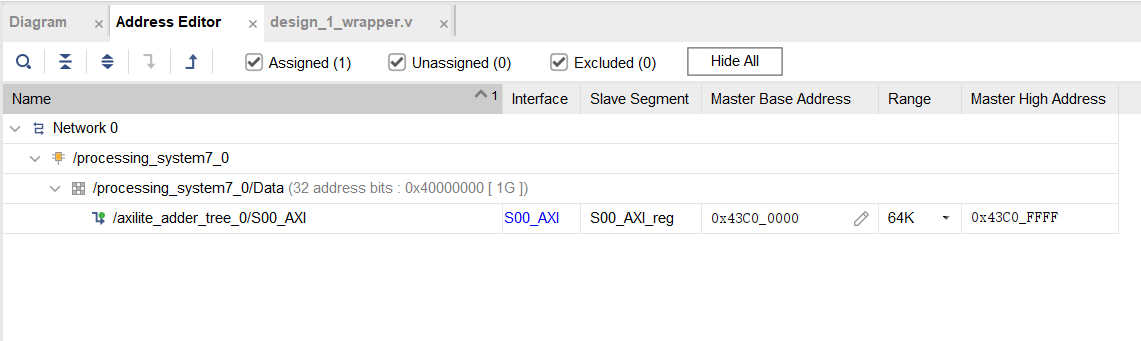 Diagram × Address Editor × design_1_wrapper.v ×
Assigned (1) Unassigned (0) Excluded (0) Hide All
Name 1 Interface Slave Segment Master Base Address Range Master High Address
Network 0
/processing_system7_0
/processing_system7_0/Data (32 address bits : 0x40000000 [ 1G ])
/axilite_adder_tree_0/S00_AXI S00_AXI S00_AXI_reg 0x43C0_0000 64K 0x43C0_FFFF